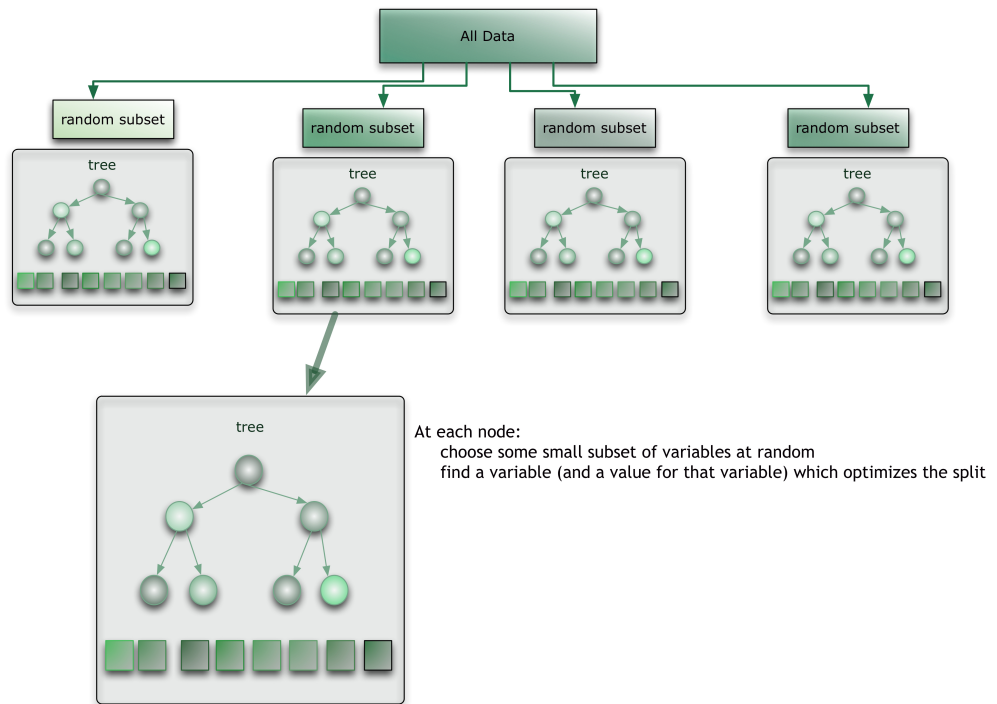 All Data
random subset
random subset
random subset
random subset
tree
tree
tree
tree
tree
At each node:
choose some small subset of variables at random
find a variable (and a value for that variable) which optimizes the split